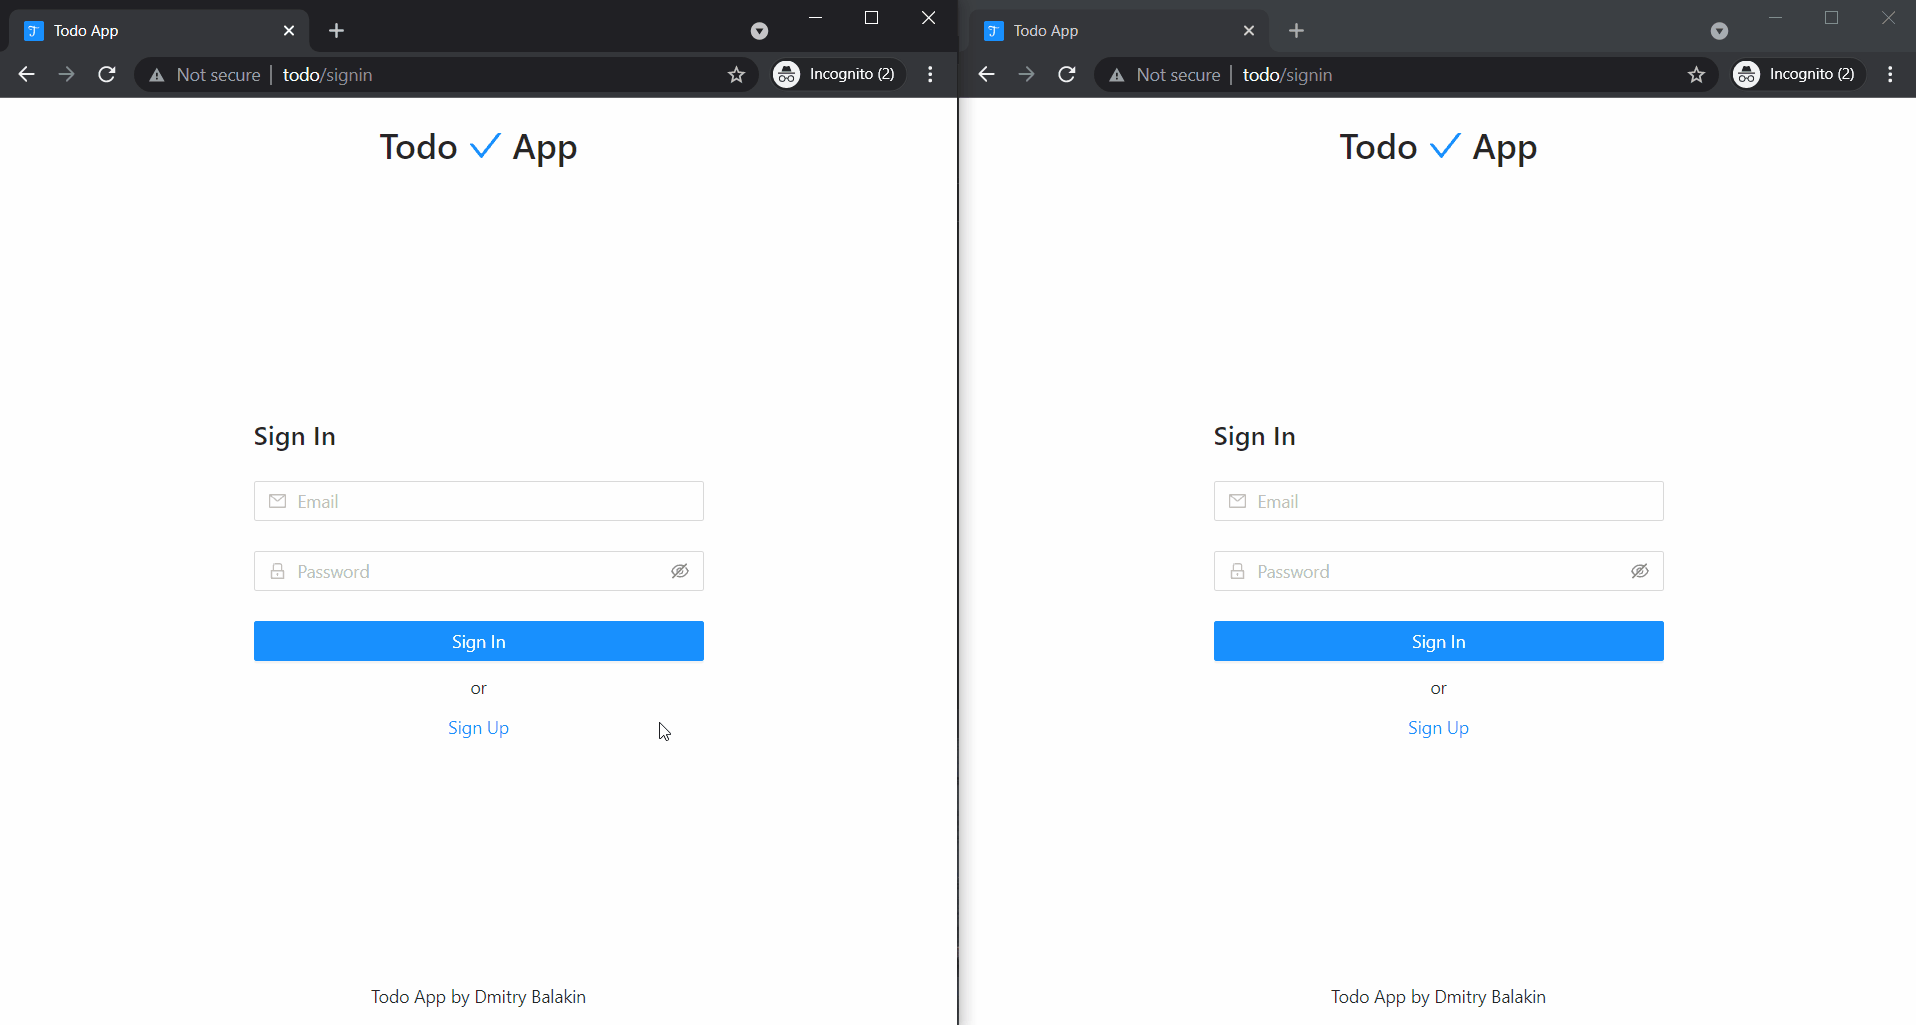 Todo App
Not secure todo/signin Incognito (2)
Todo App
Sign In
Email
Password
Sign In
or
Sign Up
Todo App by Dmitry Balakin
Todo App
Not secure todo/signin Incognito (2)
Todo App
Sign In
Email
Password
Sign In
or
Sign Up
Todo App by Dmitry Balakin